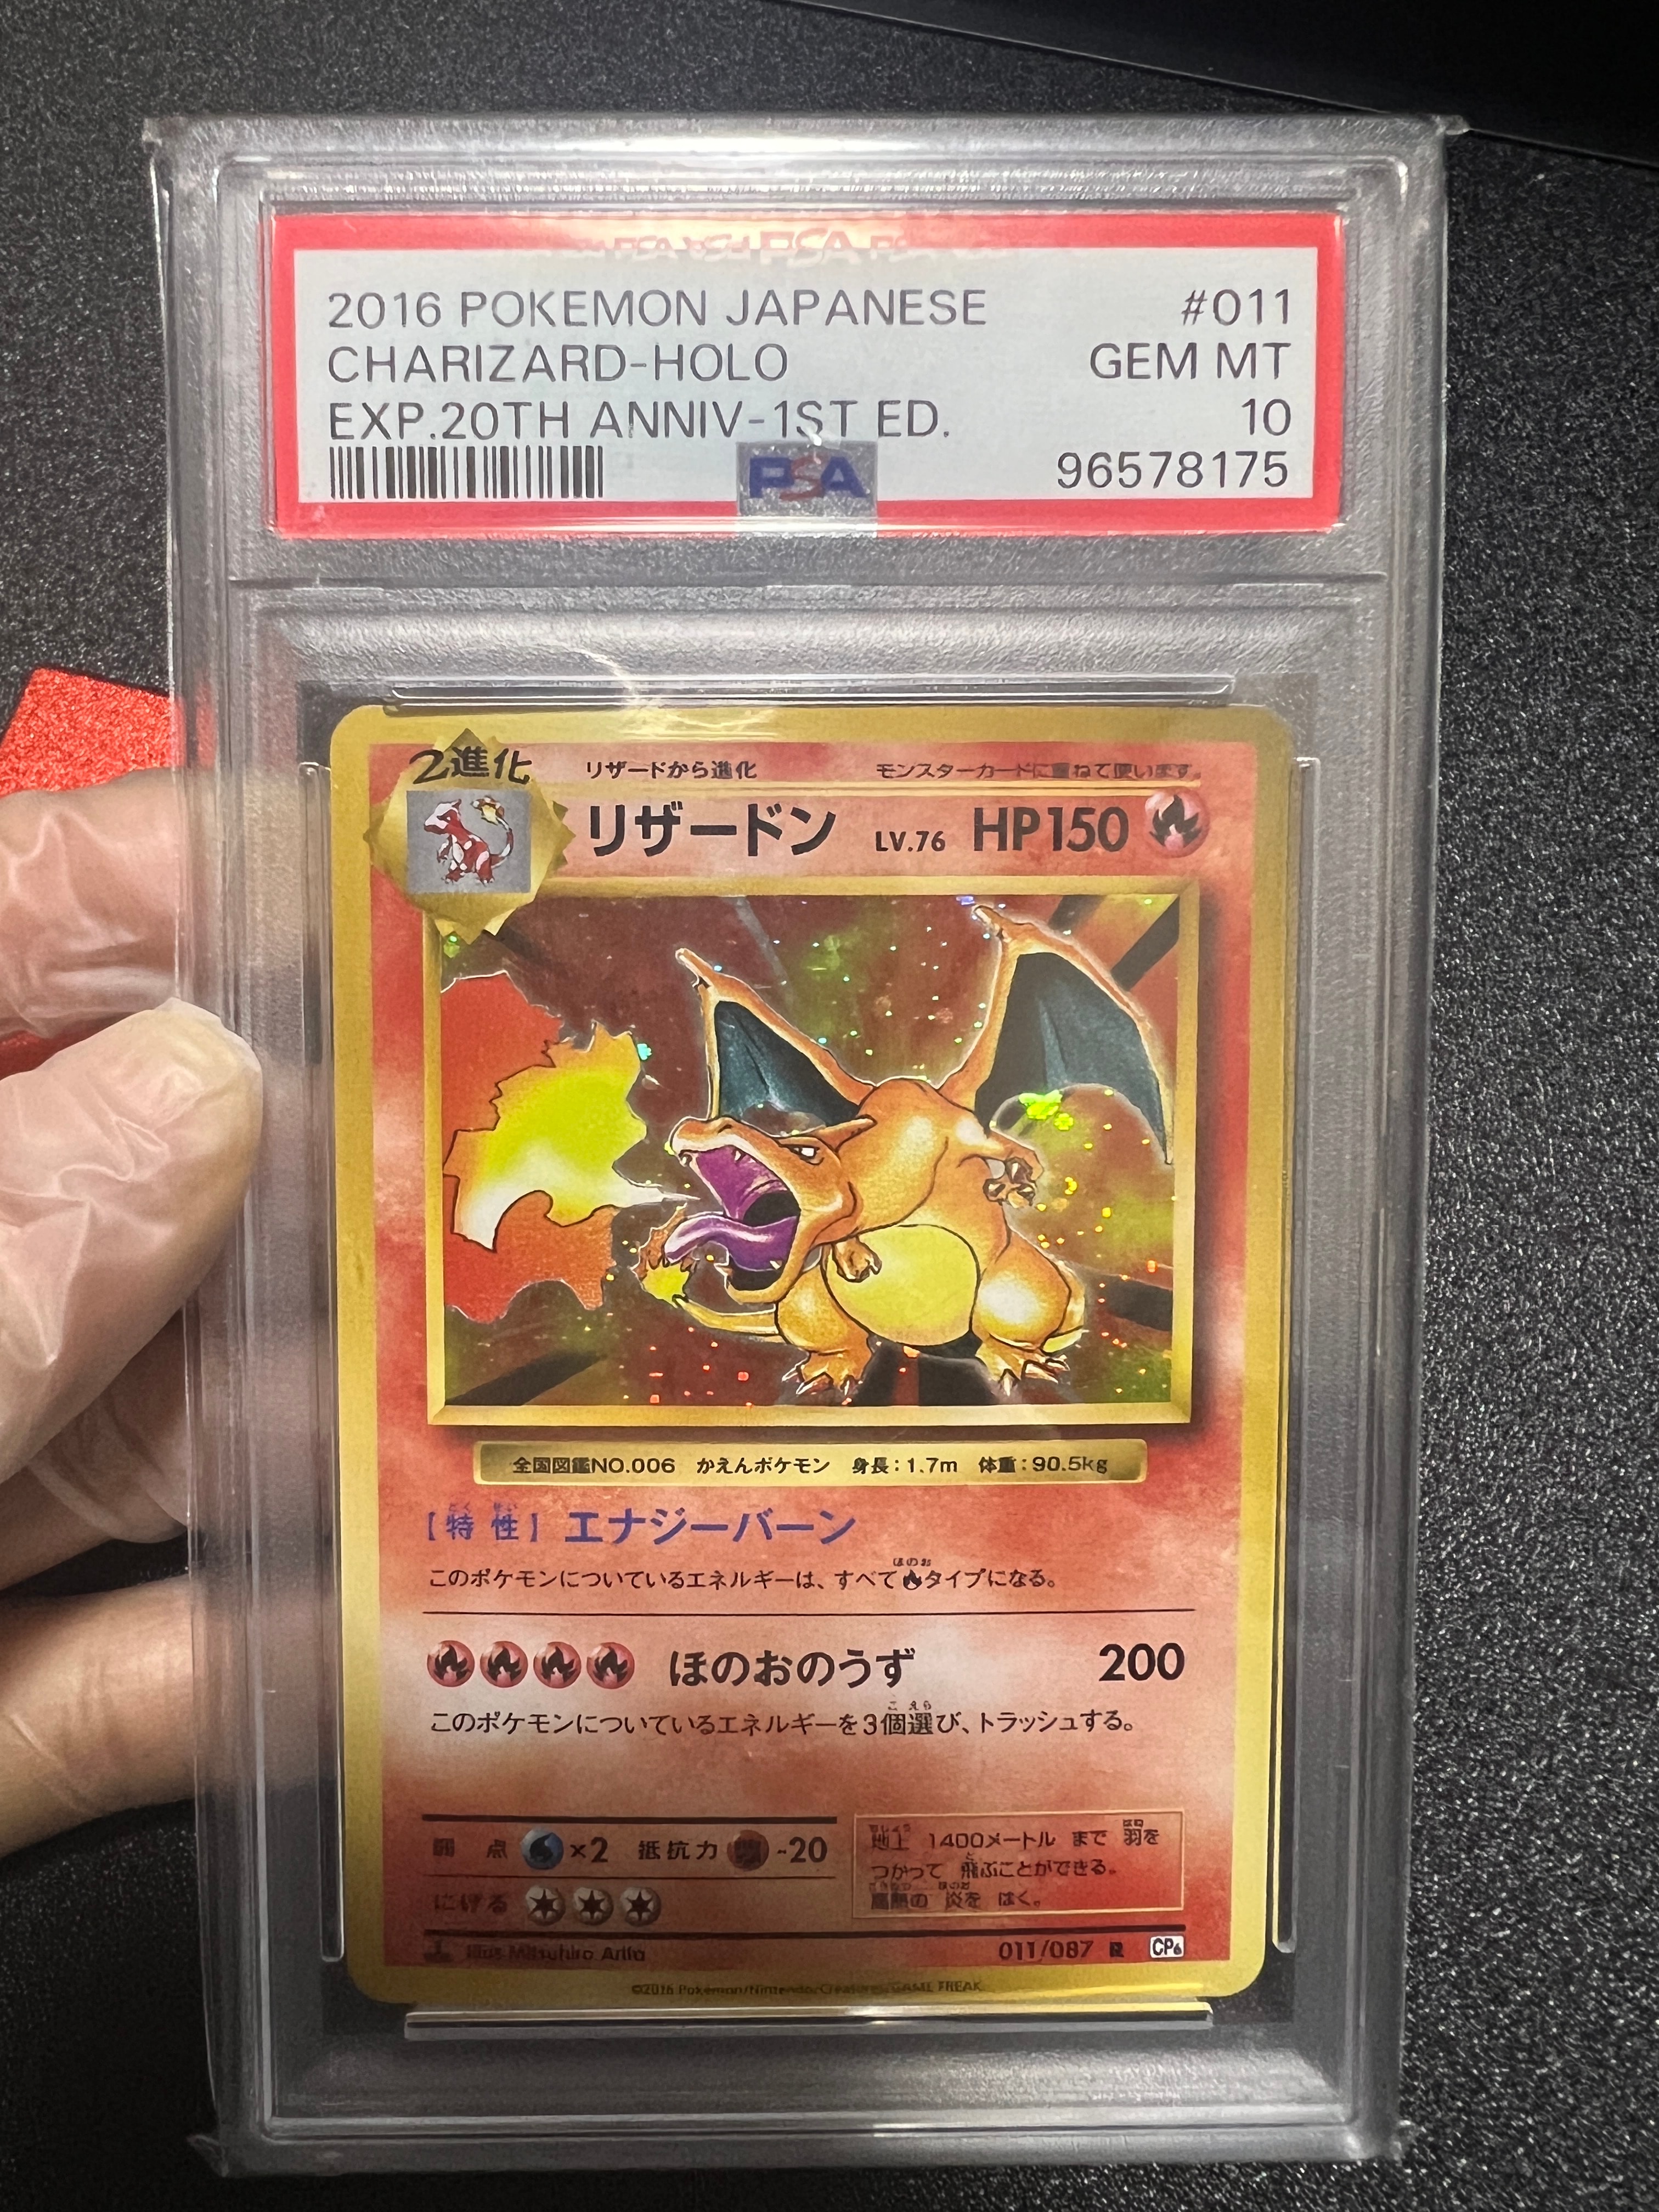 2016 POKEMON JAPANESE #011
CHARIZARD-HOLO GEM MT
EXP.20TH ANNIV-1ST ED. 10
PSA 96578175
2進化 リザードから進化 モンスターカードに重ねて使います。
リザードン LV.76 HP150
全国図鑑NO.006 かえんポケモン 身長:1.7m 体重:90.5kg
【特性】 エナジーバーン
このポケモンについているエネルギーは、すべてタイプになる。
ほのおのうず 200
このポケモンについているエネルギーを3個選び、トラッシュする。
弱 点 ×2 抵抗力 -20
にげる
地上 1400メートル まで 羽を
つかって 飛ぶことができる。
高熱の 炎を はく。
illus.Mitsuhiro Arita 011/087 R CP6
©2016 Pokémon/Nintendo/Creatures/GAME FREAK.